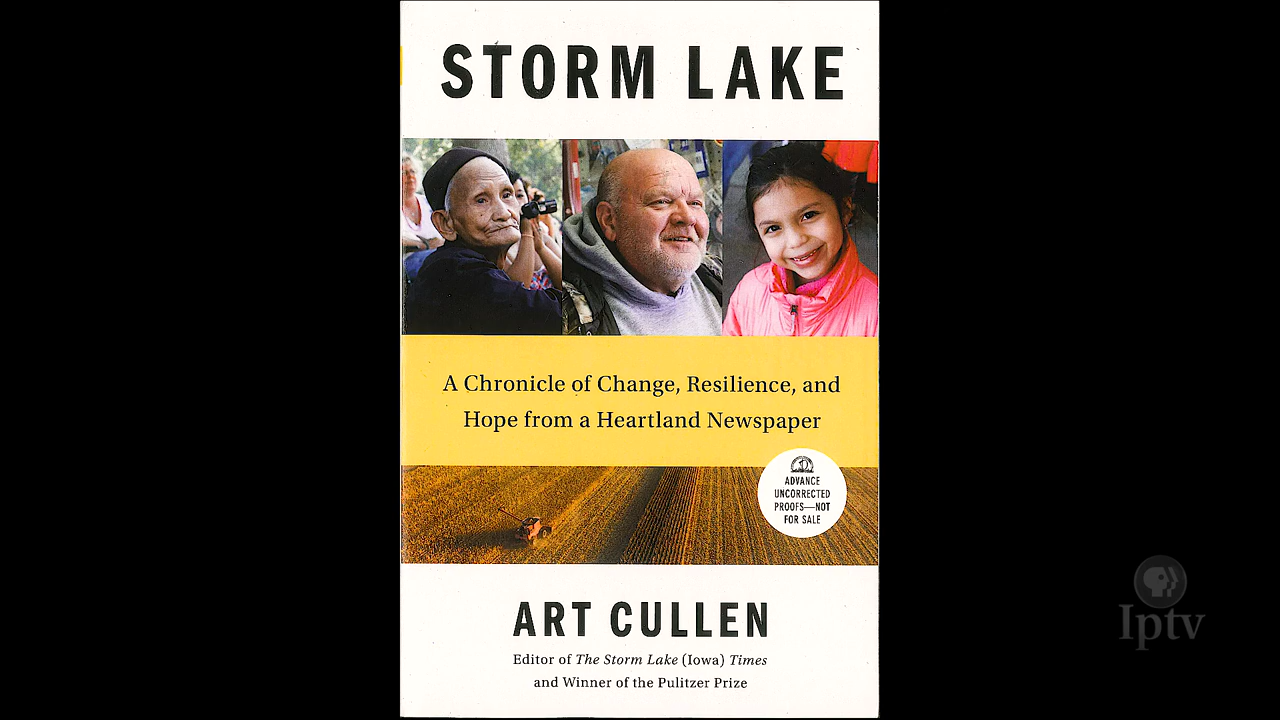 STORM LAKE
A Chronicle of Change, Resilience, and
Hope from a Heartland Newspaper
ADVANCE
UNCORRECTED
PROOFS—NOT
FOR SALE
ART CULLEN
Editor of The Storm Lake (Iowa) Times
and Winner of the Pulitzer Prize
Iptv